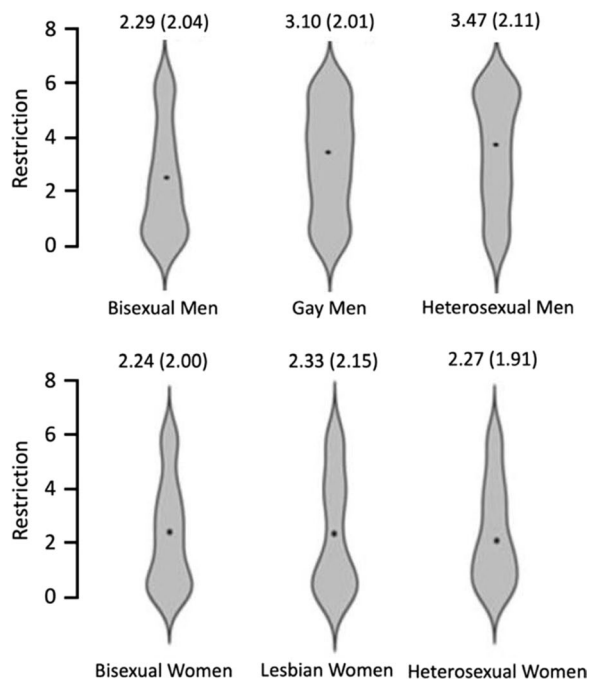 2.29 (2.04) 3.10 (2.01) 3.47 (2.11)
8
6
4
2
0
Restriction
Bisexual Men Gay Men Heterosexual Men
2.24 (2.00) 2.33 (2.15) 2.27 (1.91)
8
6
4
2
0
Restriction
Bisexual Women Lesbian Women Heterosexual Women